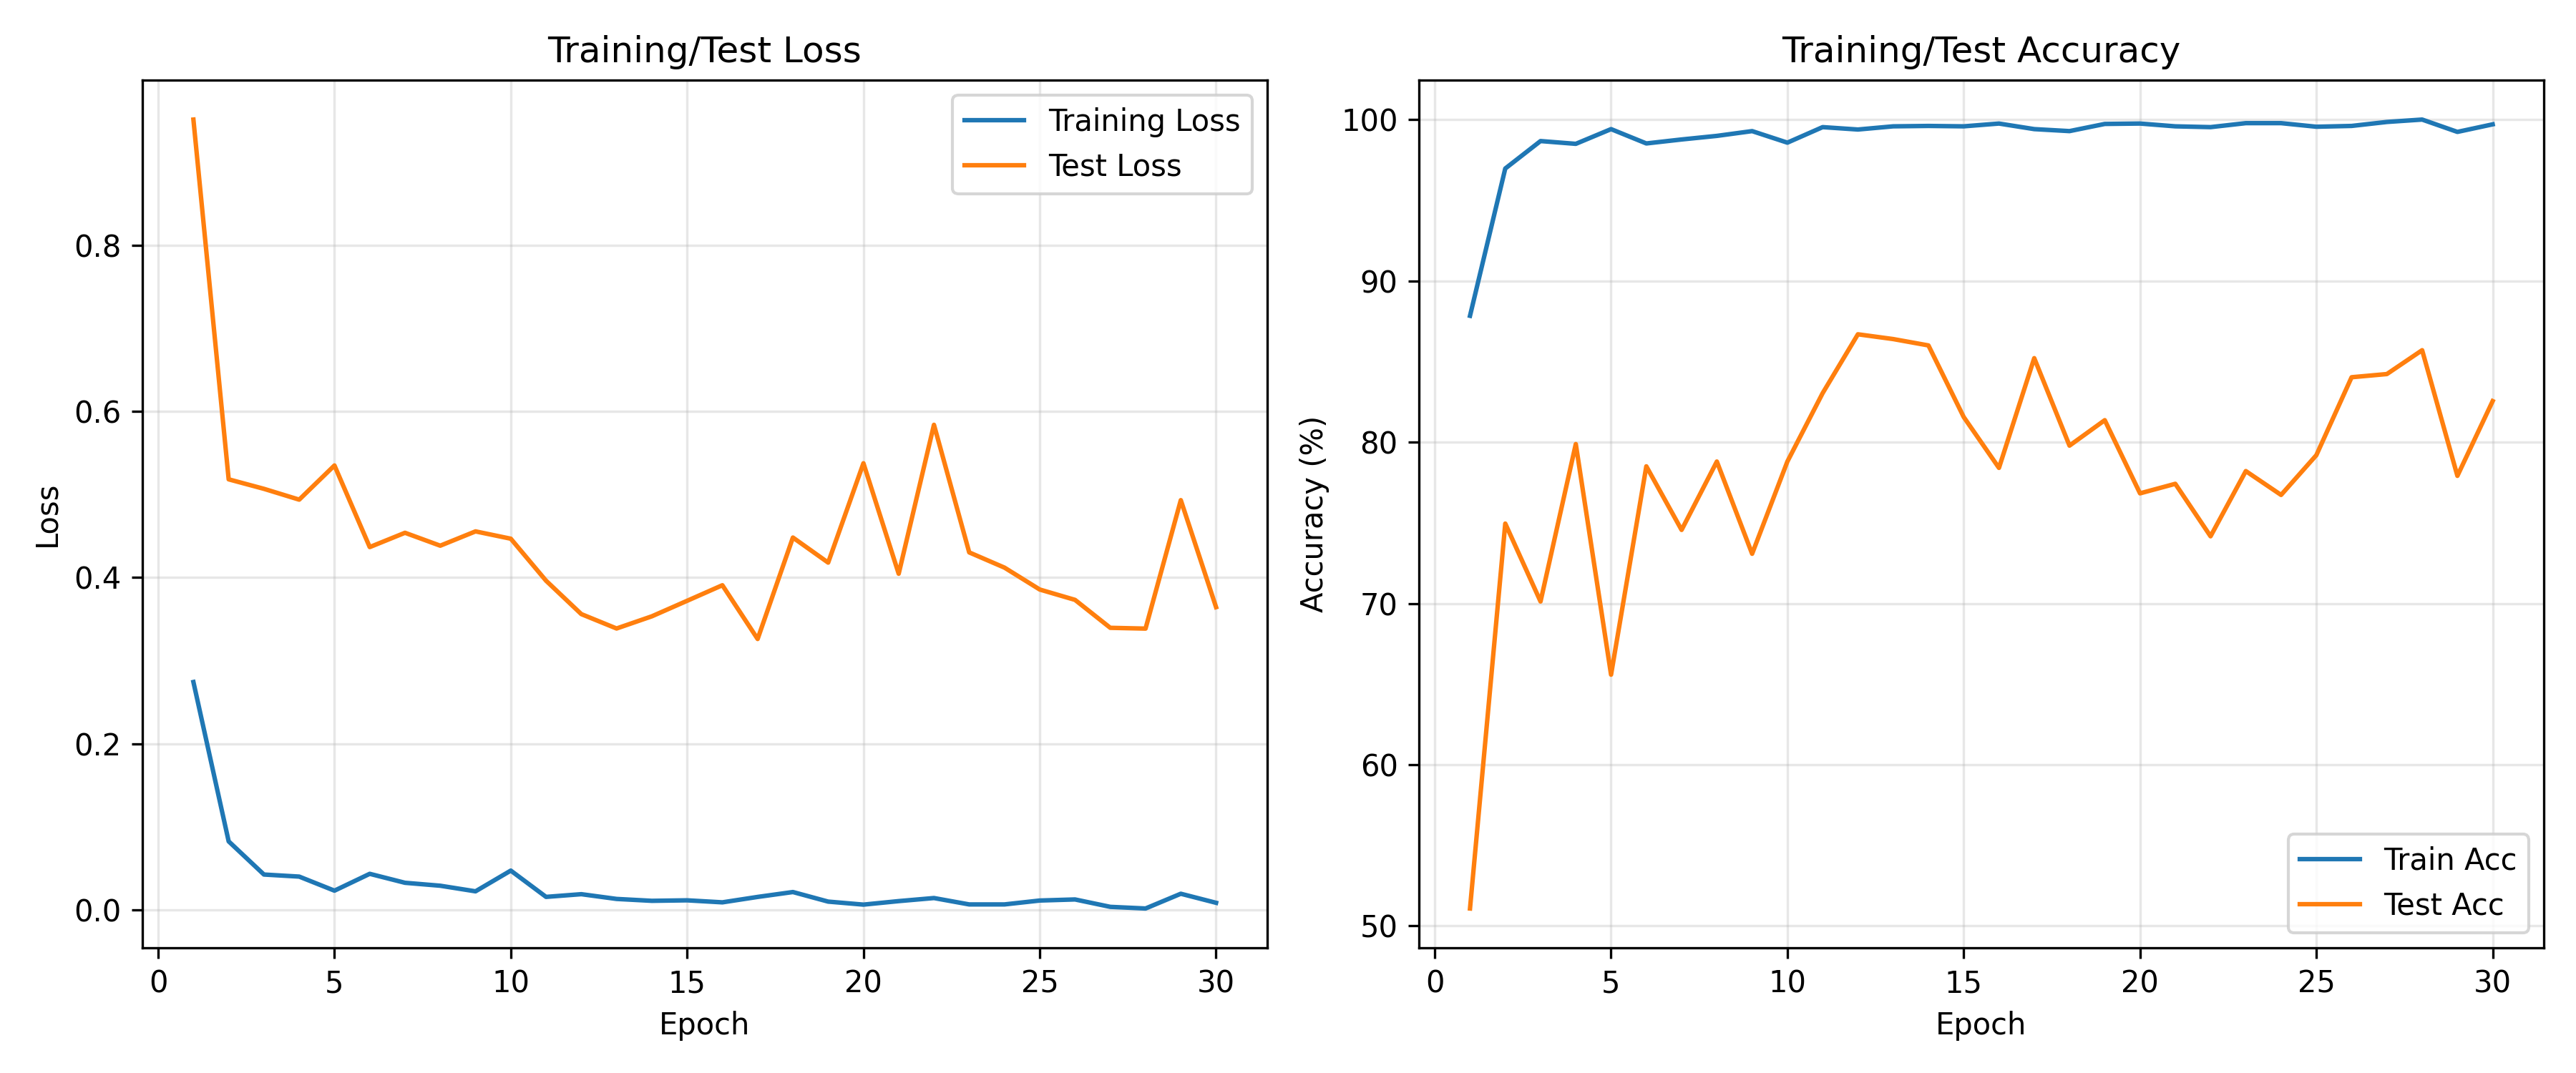 Training/Test Loss
Training Loss
Test Loss
0.8
0.6
0.4
0.2
0.0
Loss
0 5 10 15 20 25 30
Epoch
Training/Test Accuracy
100
90
80
70
60
50
Accuracy (%)
Train Acc
Test Acc
0 5 10 15 20 25 30
Epoch